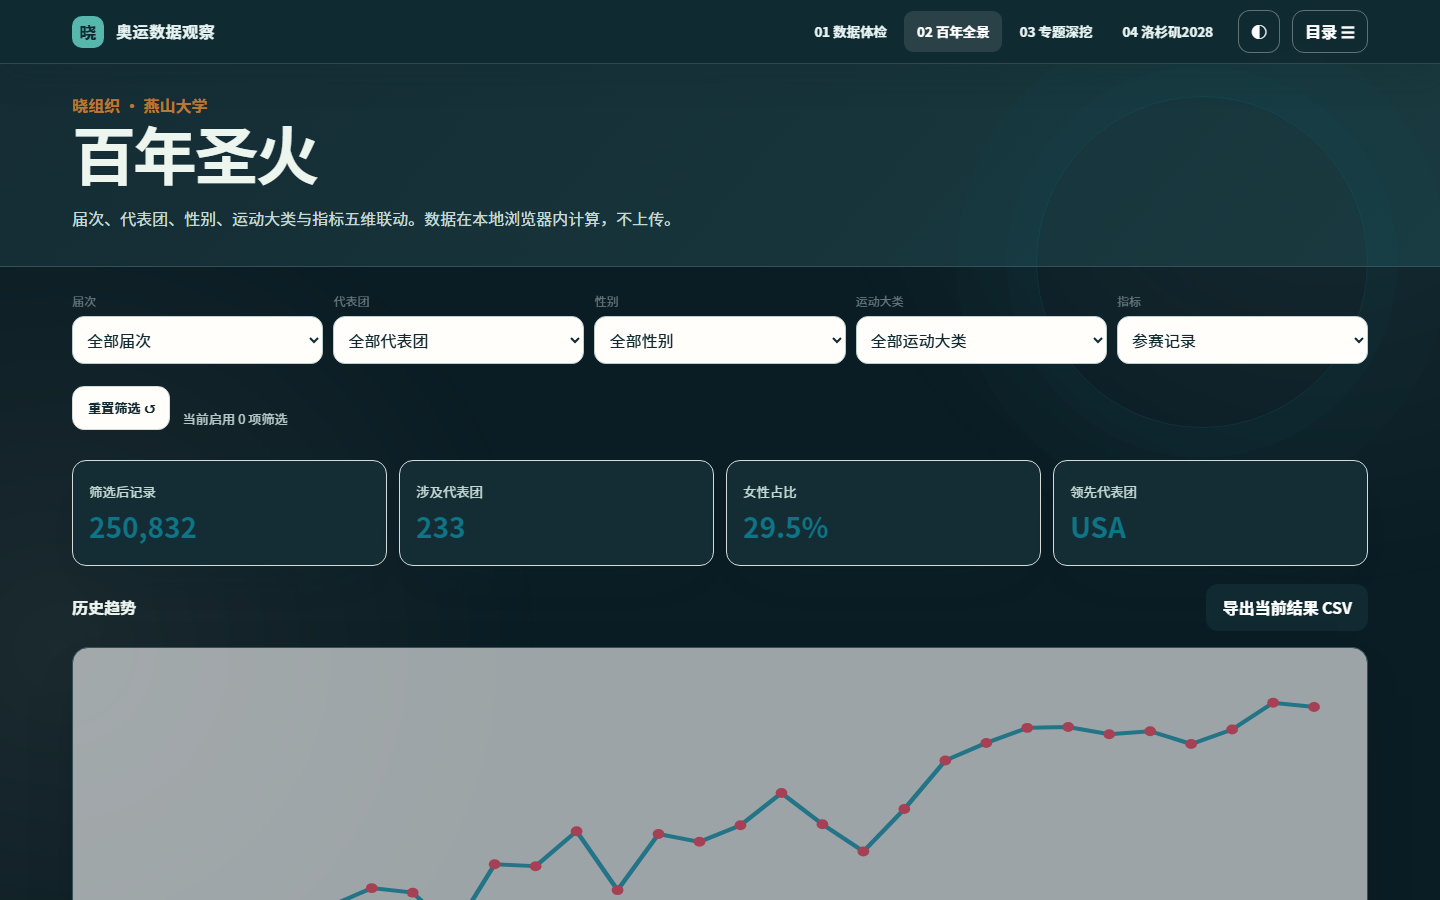 晓 奥运数据观察
01 数据体检 02 百年全景 03 专题深挖 04 洛杉矶2028 目录 ☰
晓组织 · 燕山大学
百年圣火
届次、代表团、性别、运动大类与指标五维联动。数据在本地浏览器内计算，不上传。
届次 代表团 性别 运动大类 指标
全部届次 全部代表团 全部性别 全部运动大类 参赛记录
重置筛选 ↺ 当前启用 0 项筛选
筛选后记录 涉及代表团 女性占比 领先代表团
250,832 233 29.5% USA
历史趋势 导出当前结果 CSV